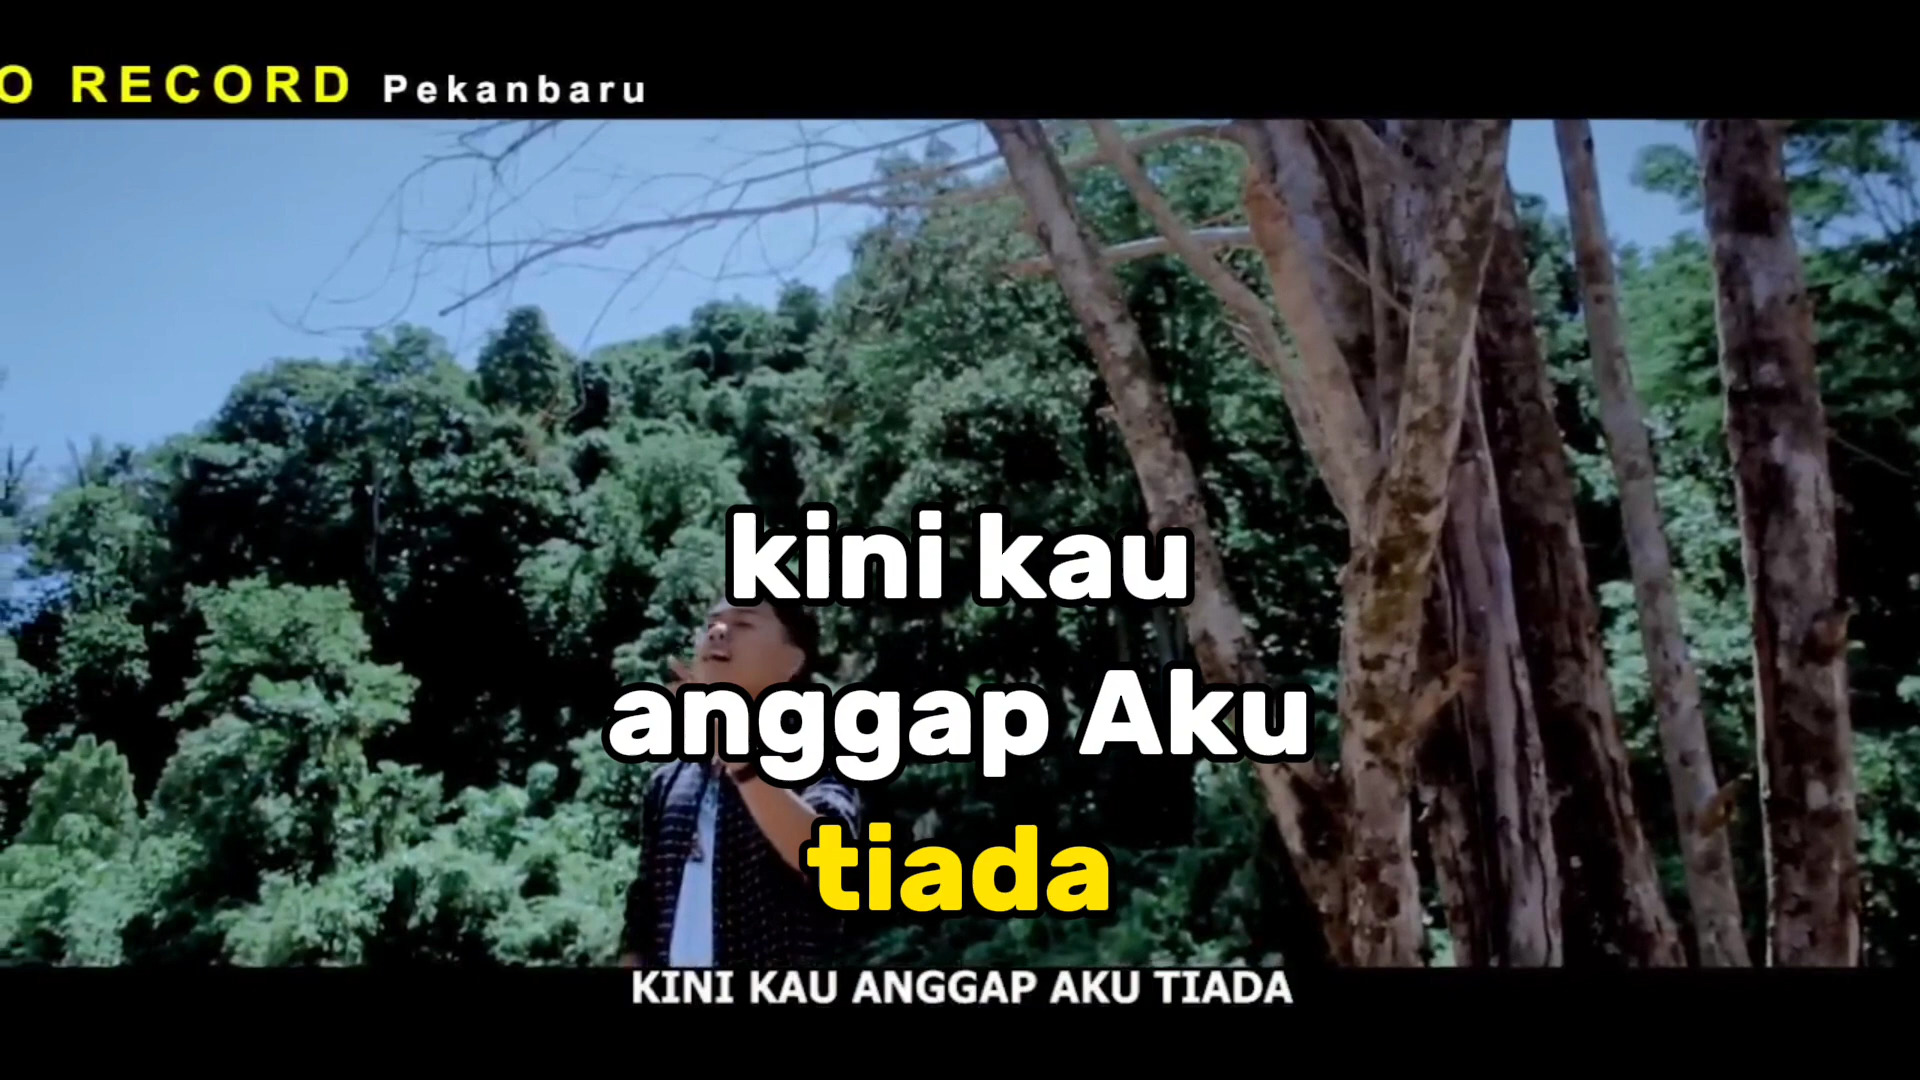 O RECORD Pekanbaru
kini kau
anggap Aku
tiada
KINI KAU ANGGAP AKU TIADA